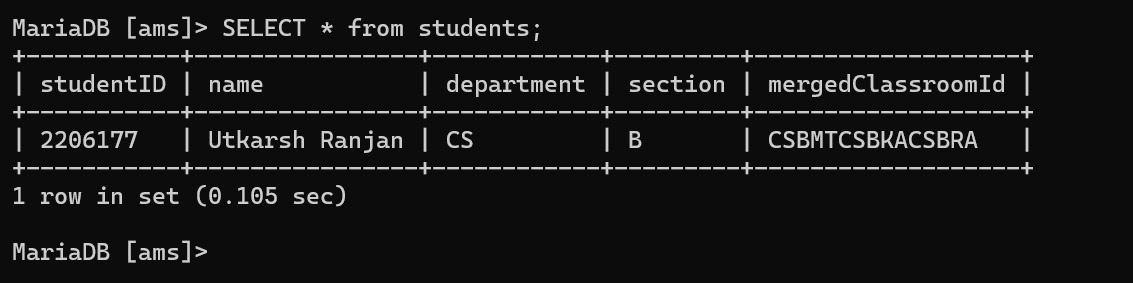 MariaDB [ams]> SELECT * from students;
+-----------+----------------+------------+---------+-------------------+
| studentID | name           | department | section | mergedClassroomId |
+-----------+----------------+------------+---------+-------------------+
| 2206177   | Utkarsh Ranjan | CS         | B       | CSBMTCSBKACSBRA   |
+-----------+----------------+------------+---------+-------------------+
1 row in set (0.105 sec)
MariaDB [ams]>